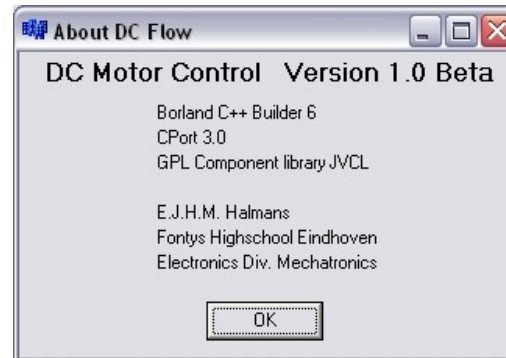 About DC Flow
DC Motor Control Version 1.0 Beta
Borland C++ Builder 6
CPort 3.0
GPL Component library JVCL
E.J.H.M. Halmans
Fontys Highschool Eindhoven
Electronics Div. Mechatronics
OK